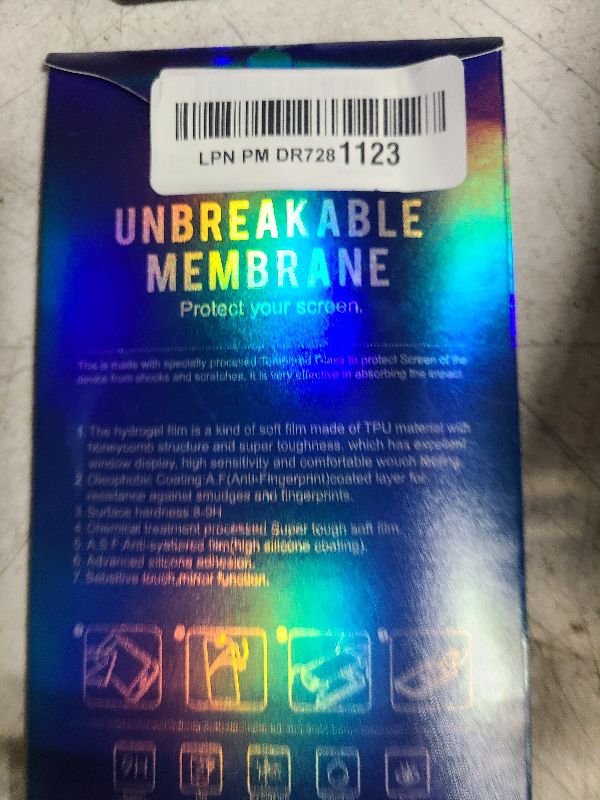 LPN PM DR7281123
UNBREAKABLE
MEMBRANE
Protect your screen.
This is made with specially processed Tempered Glass to protect Screen of the
device from shocks and scratches. It is very effective in absorbing the impact.
1. The hydrogel film is a kind of soft film made of TPU material with
honeycomb structure and super toughness. which has excellent
window display, high sensitivity and comfortable wouch feeling.
2. Oleophobic Coating:A.F(Anti-Fingerprint)coated layer for
resistance against smudges and fingerprints.
3. Surface hardness 8-9H
4. Chemical treatment processed Super tough soft film.
5. A.S.F.Anti-syattered film(high silicone coating).
6. Advanced silicone adhesion.
7. Sensitive touch,mirror function.
9H